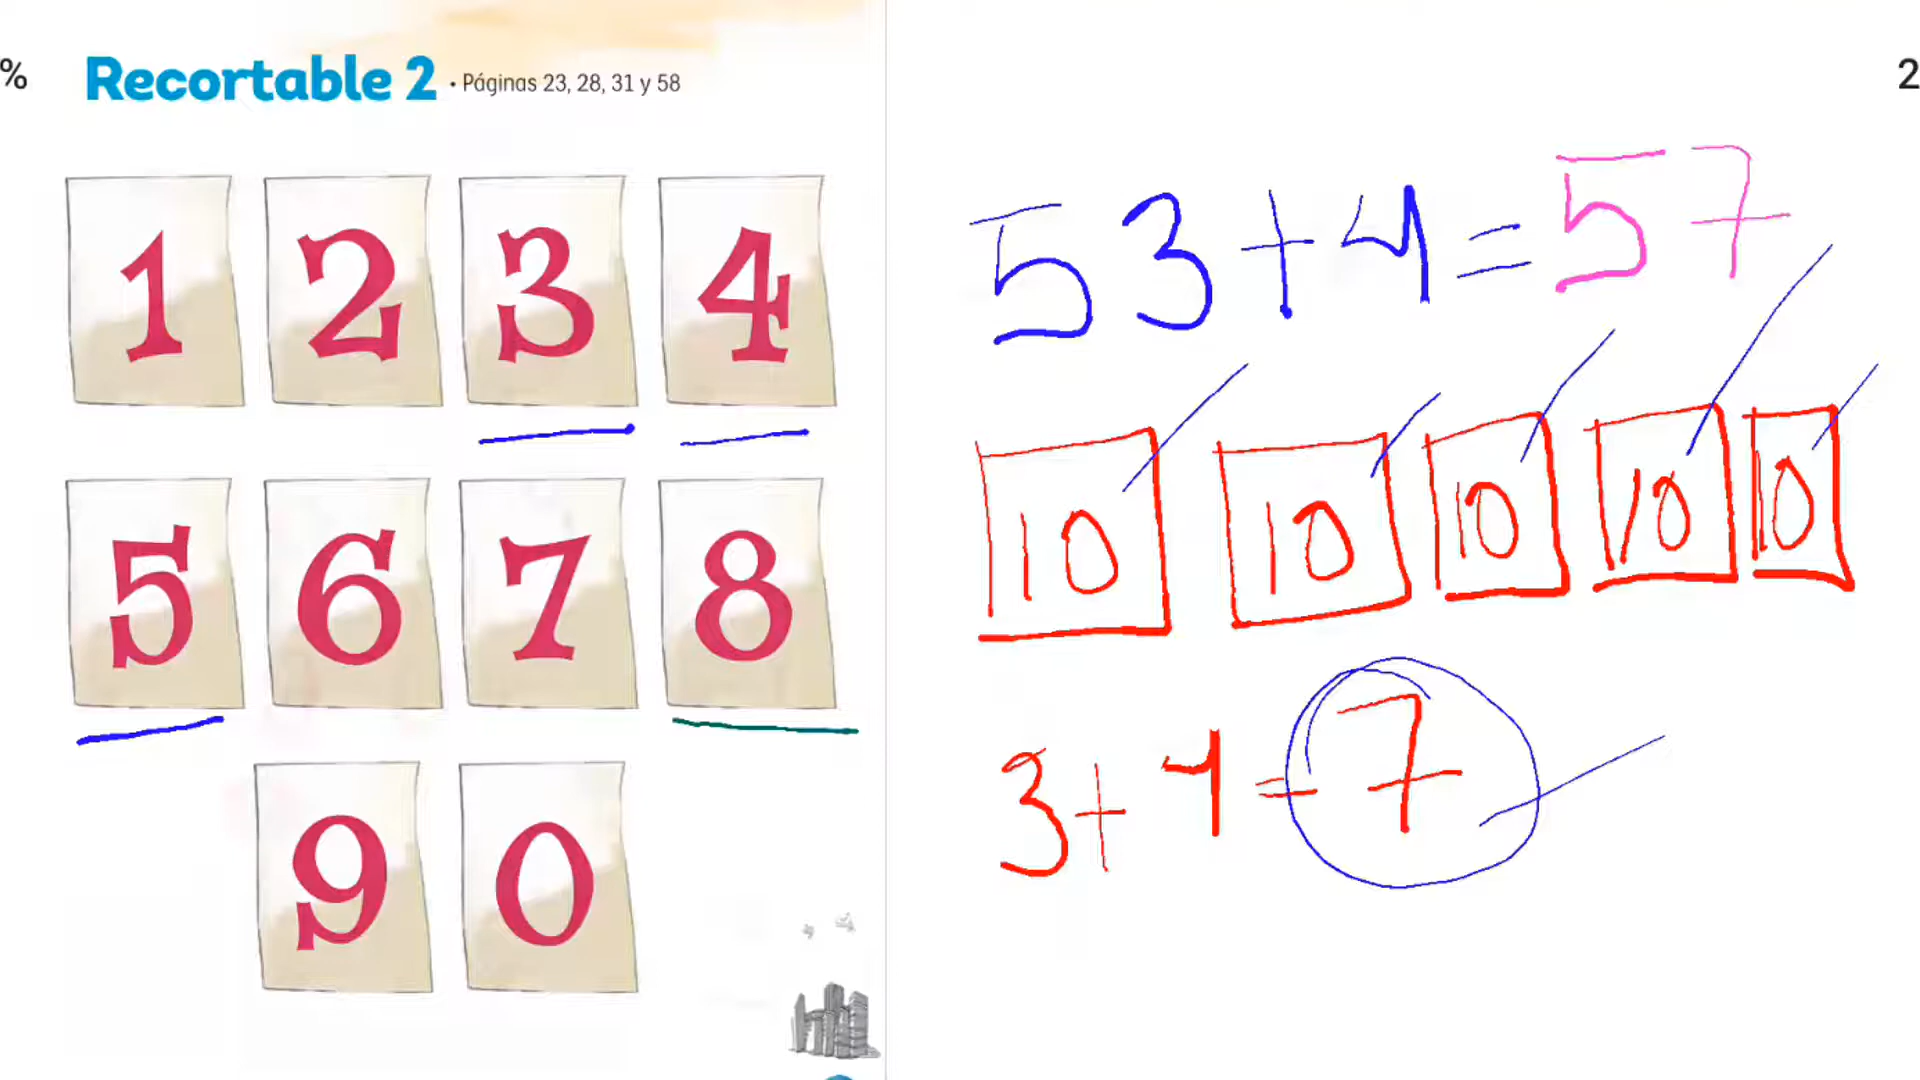 %
Recortable 2 • Páginas 23, 28, 31 y 58
2
1 2 3 4
5 6 7 8
9 0
53+4=57
10 10 10 10 10
3+4=7